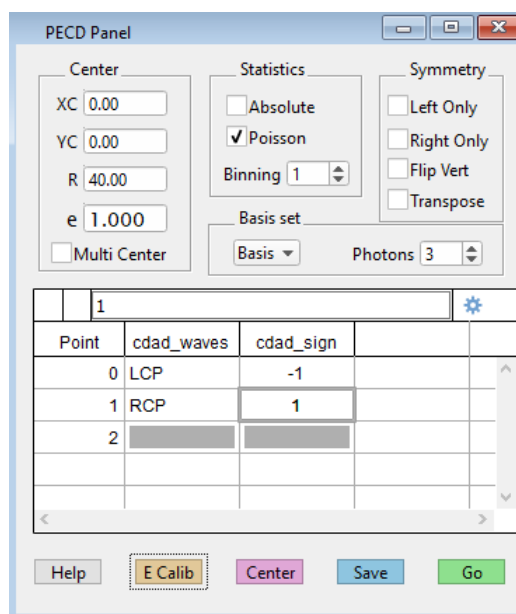 PECD Panel
Center
XC 0.00
YC 0.00
R 40.00
e 1.000
Multi Center
Statistics
Absolute
Poisson
Binning 1
Symmetry
Left Only
Right Only
Flip Vert
Transpose
Basis set
Basis
Photons 3
1
Point cdad_waves cdad_sign
0 LCP -1
1 RCP 1
2
Help E Calib Center Save Go